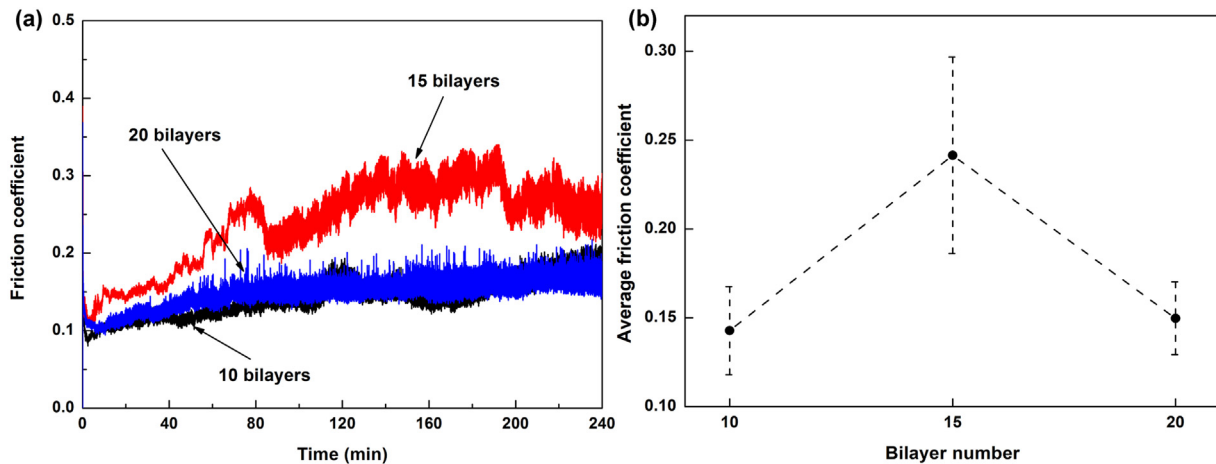 (a)
0.5
0.4
0.3
0.2
0.1
0.0
Friction coefficient
15 bilayers
20 bilayers
10 bilayers
0 40 80 120 160 200 240
Time (min)
(b)
0.30
0.25
0.20
0.15
0.10
Average friction coefficient
10 15 20
Bilayer number